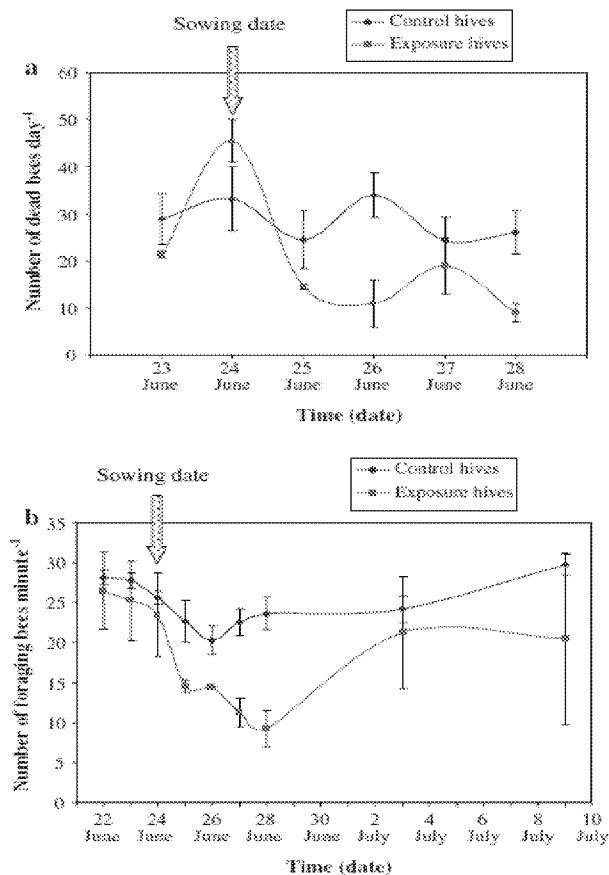 Sowing date
Control hives
Exposure hives
a
Number of dead bees day-1
60
50
40
30
20
10
0
23 24 25 26 27 28
June June June June June June
Time (date)
Sowing date
Control hives
Exposure hives
b
Number of foraging bees minute-1
35
30
25
20
15
10
5
0
22 24 26 28 30 2 4 6 8 10
June June June June June July July July July July
Time (date)